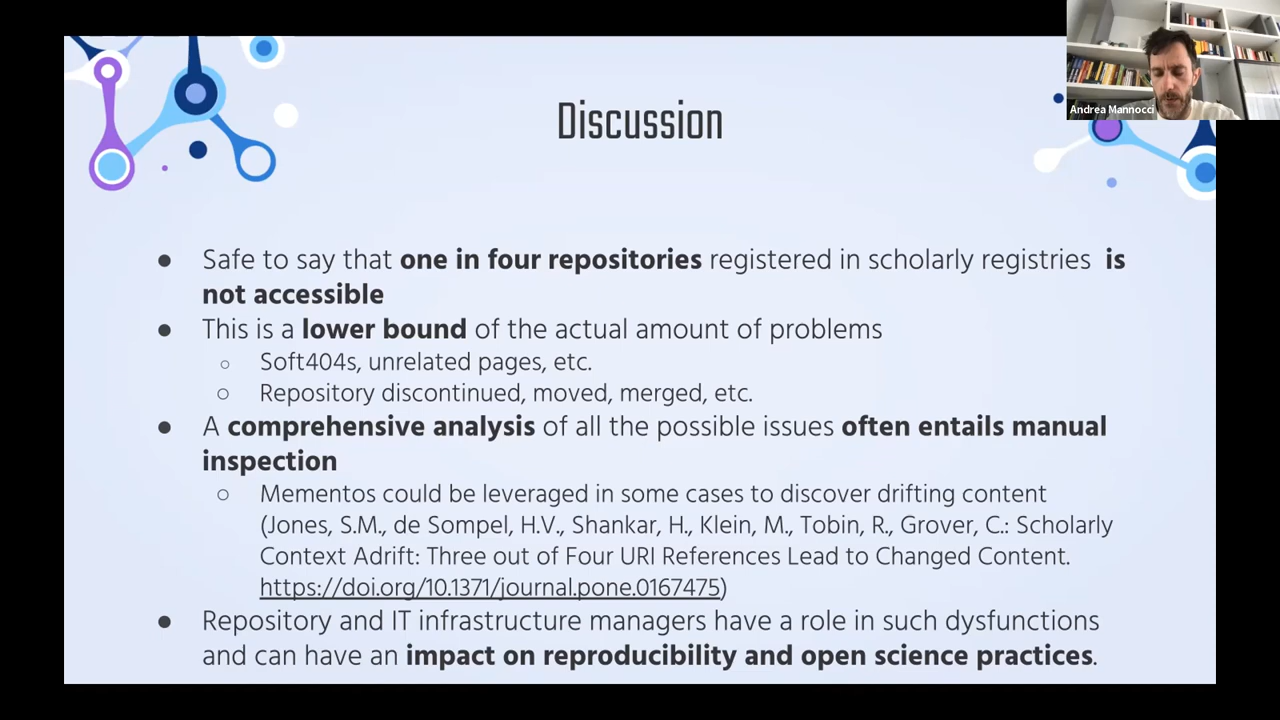 Andrea Mannocci
Discussion
● Safe to say that one in four repositories registered in scholarly registries is
not accessible
● This is a lower bound of the actual amount of problems
○ Soft404s, unrelated pages, etc.
○ Repository discontinued, moved, merged, etc.
● A comprehensive analysis of all the possible issues often entails manual
inspection
○ Mementos could be leveraged in some cases to discover drifting content
(Jones, S.M., de Sompel, H.V., Shankar, H., Klein, M., Tobin, R., Grover, C.: Scholarly
Context Adrift: Three out of Four URI References Lead to Changed Content.
https://doi.org/10.1371/journal.pone.0167475)
● Repository and IT infrastructure managers have a role in such dysfunctions
and can have an impact on reproducibility and open science practices.